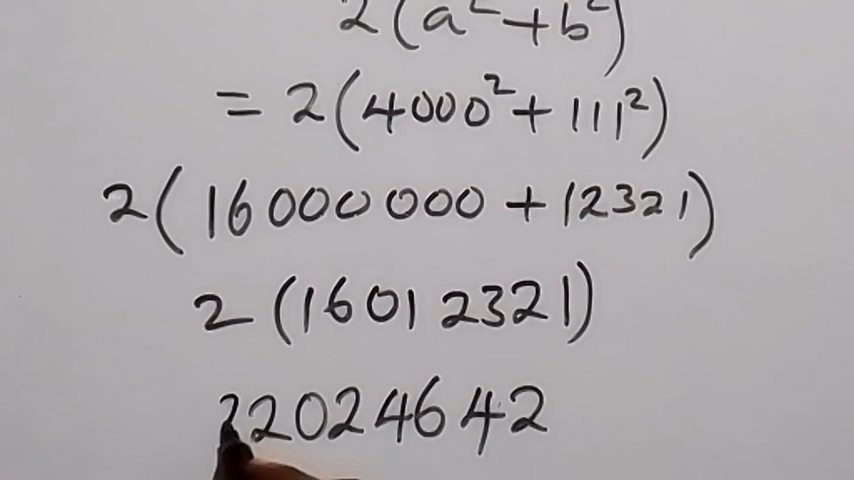 2(a²+b²)
= 2(4000²+111²)
2(16000000+12321)
2(16012321)
32024642